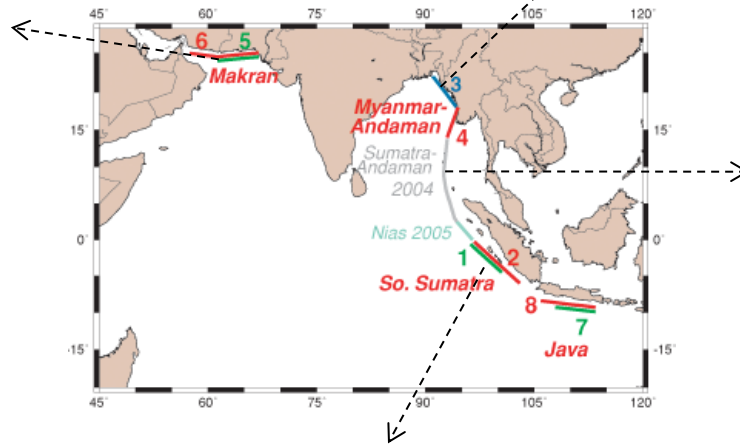 45° 60° 75° 90° 105° 120°
6 5
Makran
3
Myanmar-
Andaman
4
15° 15°
Sumatra-
Andaman
2004
Nias 2005
0° 0°
1 2
So. Sumatra
8
7
Java
-15° -15°
45° 60° 75° 90° 105° 120°